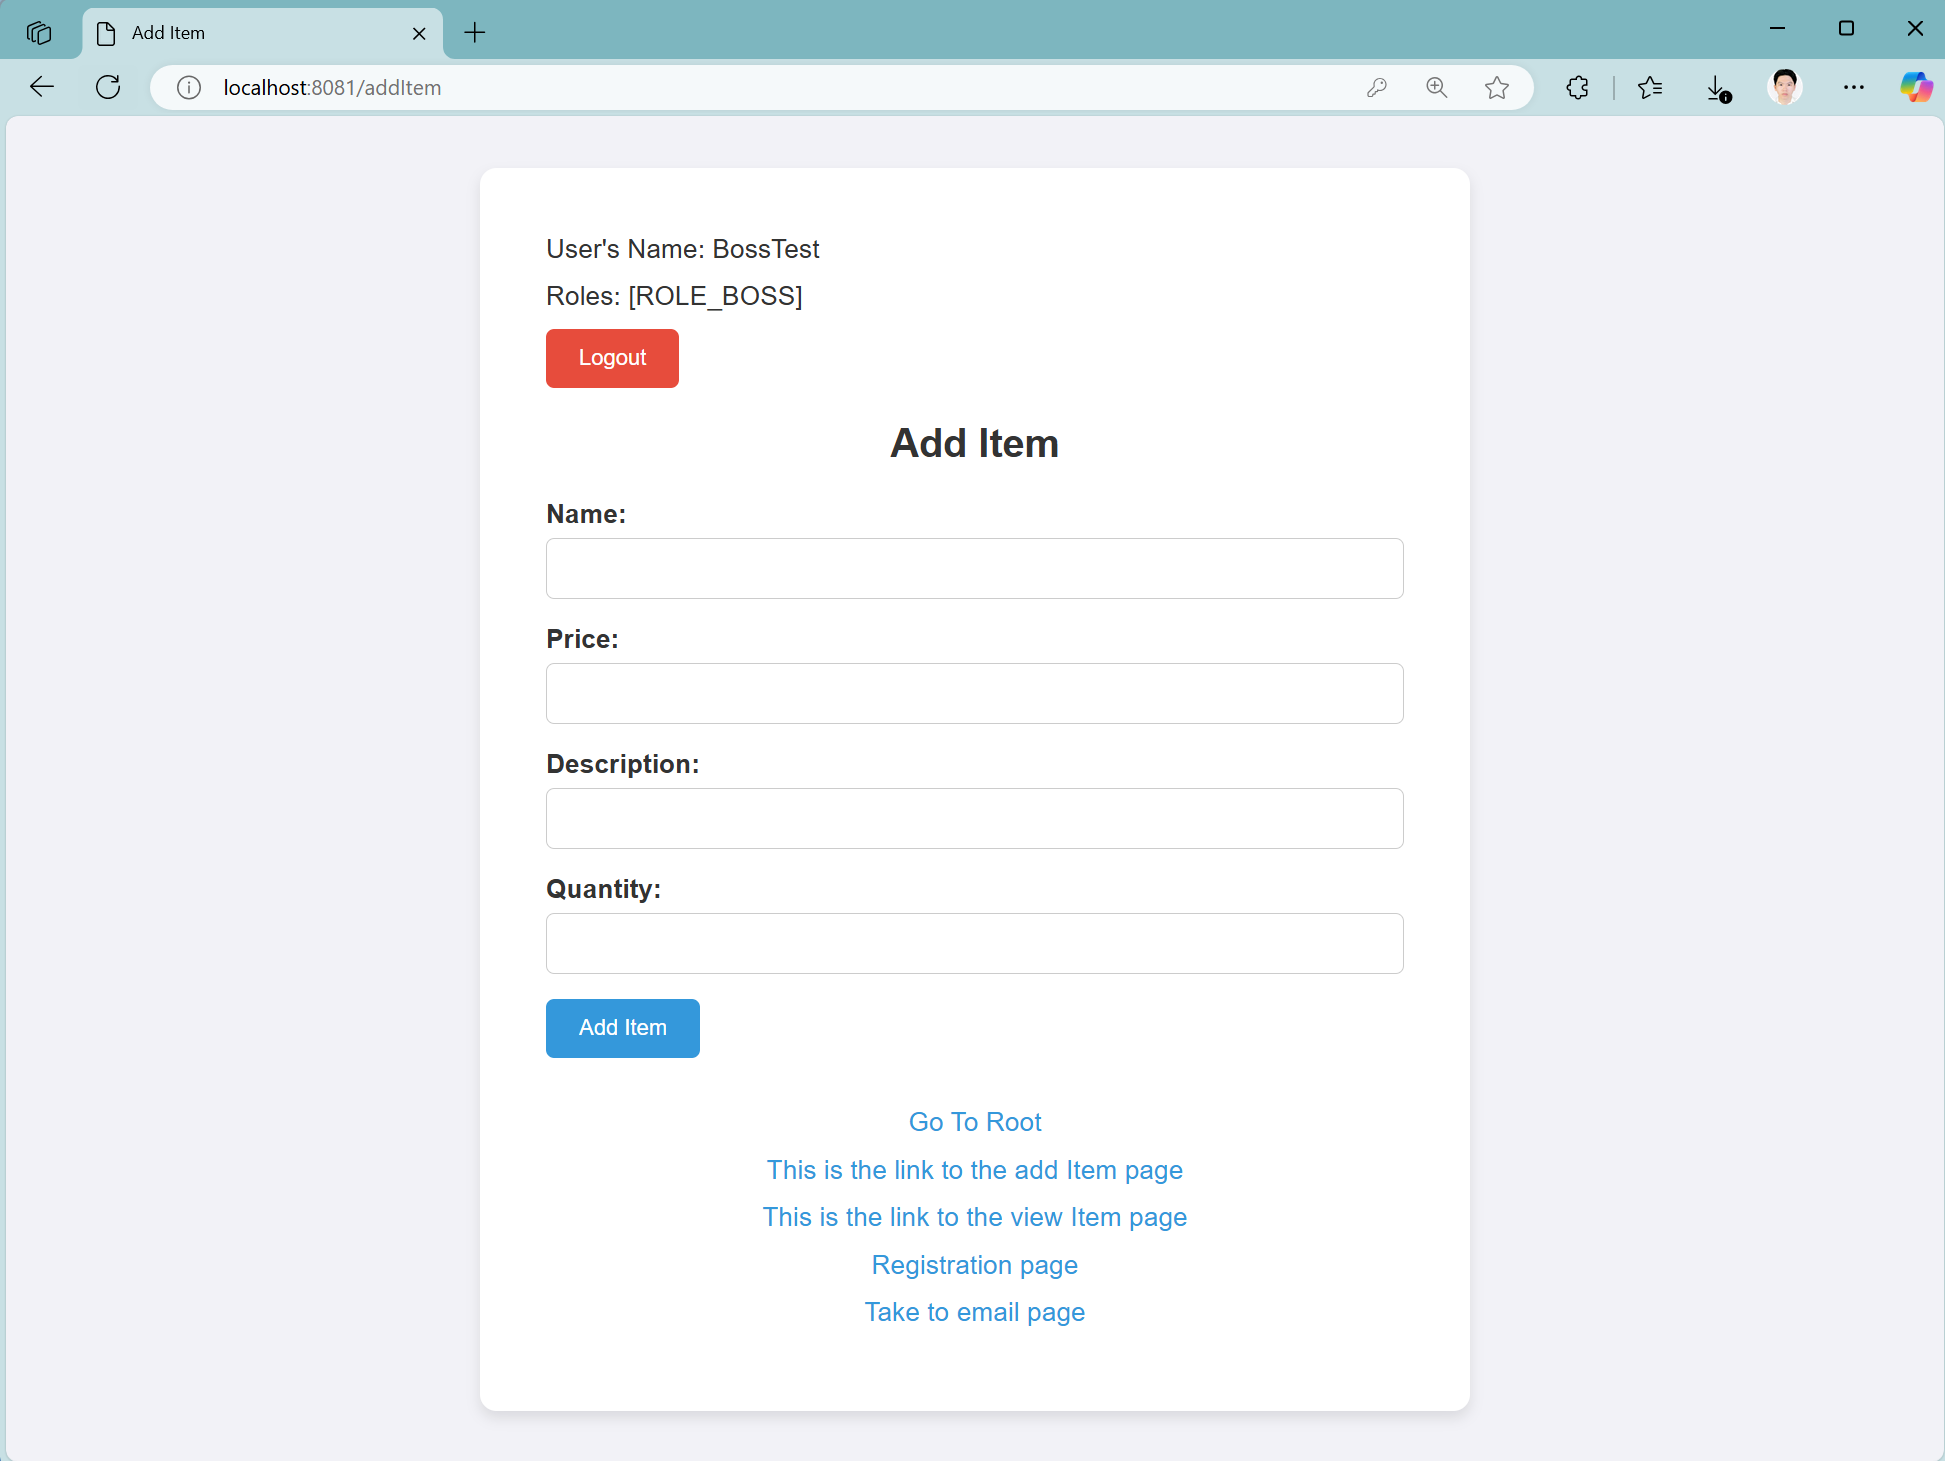 Add Item
localhost:8081/addItem
User's Name: BossTest
Roles: [ROLE_BOSS]
Logout
Add Item
Name:
Price:
Description:
Quantity:
Add Item
Go To Root
This is the link to the add Item page
This is the link to the view Item page
Registration page
Take to email page